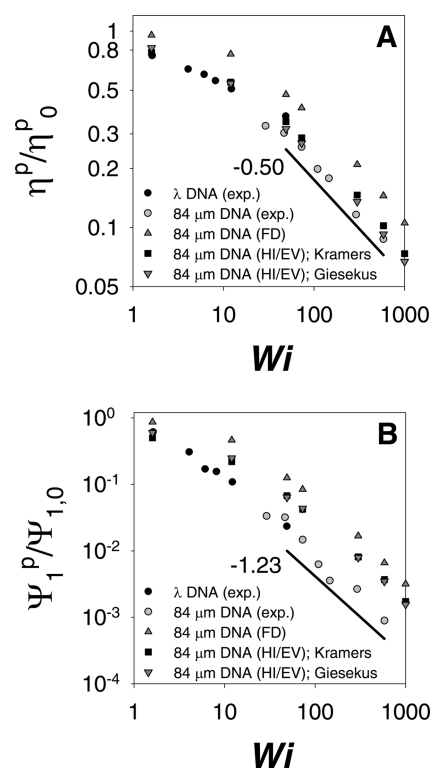 A
1
0.8
0.5
0.3
0.2
0.1
0.05
η^p/η^p_0
-0.50
λ DNA (exp.)
84 μm DNA (exp.)
84 μm DNA (FD)
84 μm DNA (HI/EV); Kramers
84 μm DNA (HI/EV); Giesekus
1 10 100 1000
Wi
B
10^0
10^-1
10^-2
10^-3
10^-4
Ψ_1^p/Ψ_1,0
-1.23
λ DNA (exp.)
84 μm DNA (exp.)
84 μm DNA (FD)
84 μm DNA (HI/EV); Kramers
84 μm DNA (HI/EV); Giesekus
1 10 100 1000
Wi